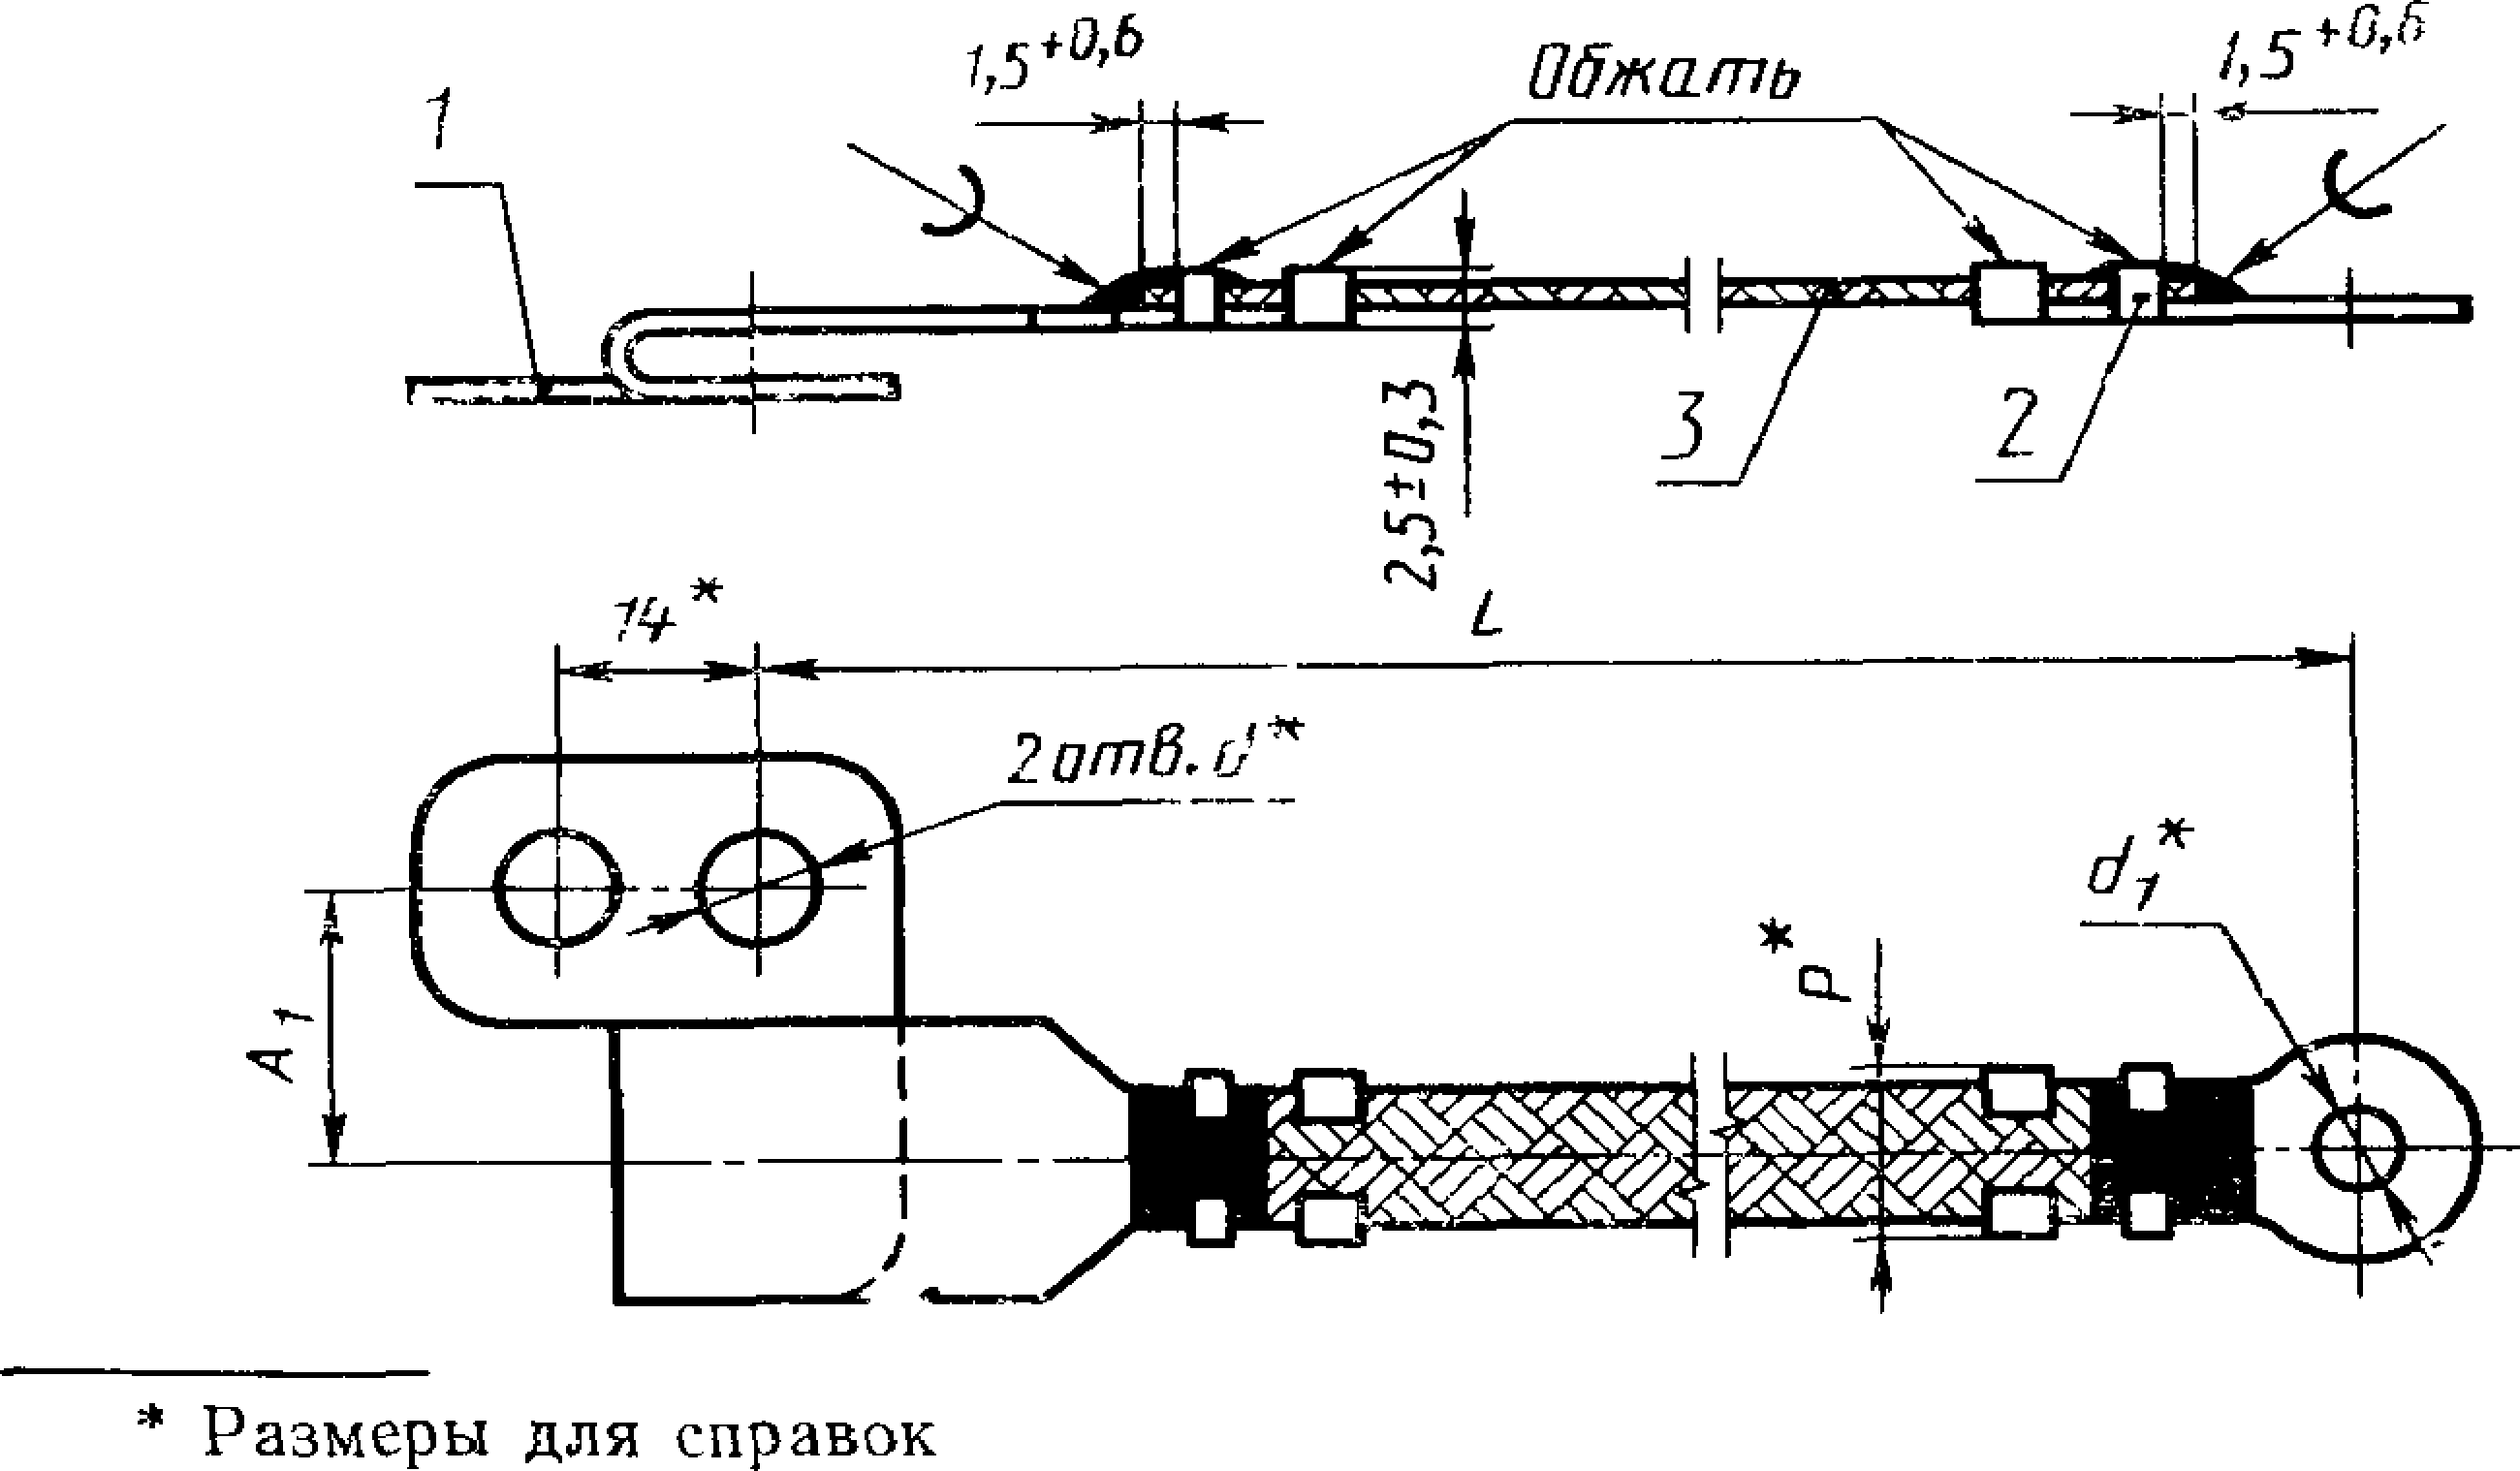 1,5+0,6
Обжать
1,5+0,6
1
2,5±0,3
3
2
14*
L
2отв. d*
d1*
P*
A1
* Размеры для справок